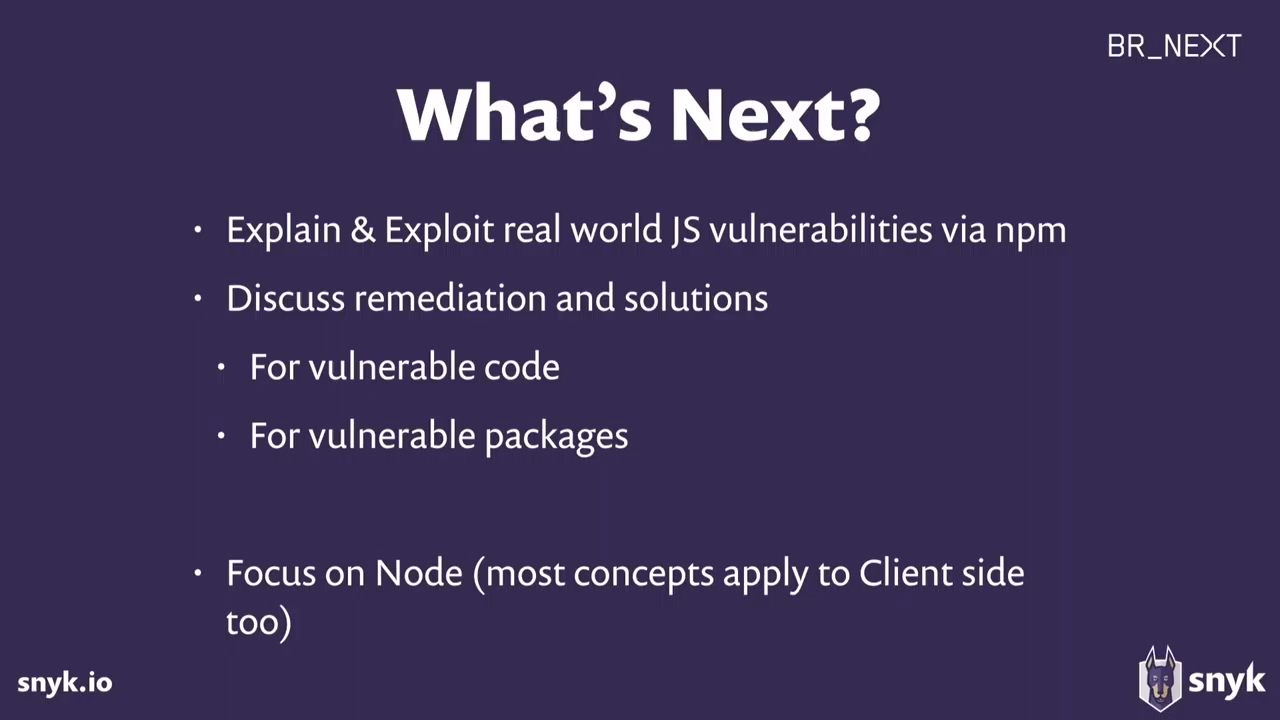 BR_NEXT
What's Next?
• Explain & Exploit real world JS vulnerabilities via npm
• Discuss remediation and solutions
• For vulnerable code
• For vulnerable packages
• Focus on Node (most concepts apply to Client side
too)
snyk.io
snyk